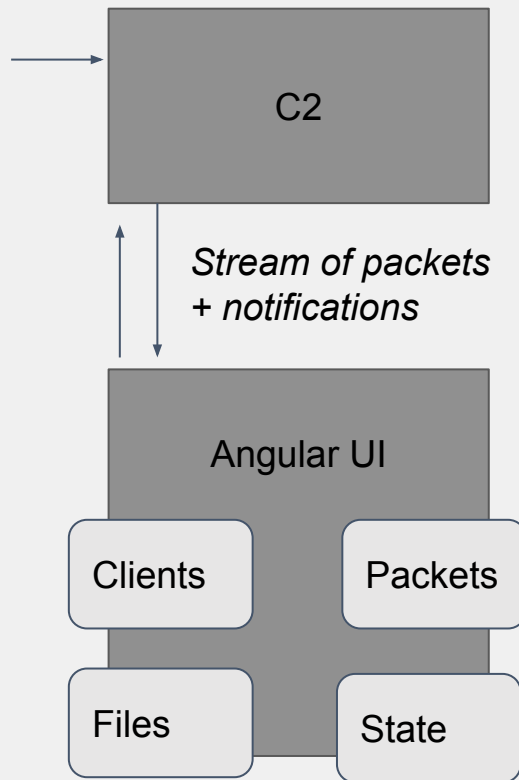 C2
Stream of packets
+ notifications
Angular UI
Clients
Packets
Files
State